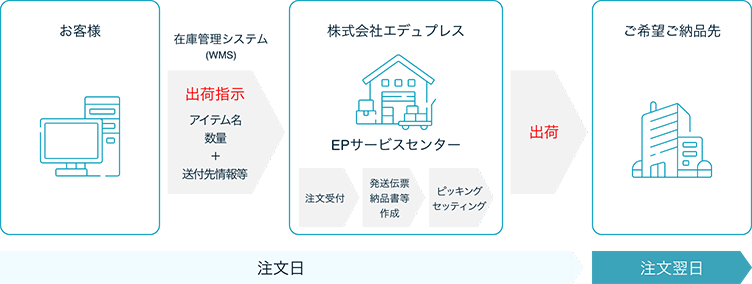 お客様
在庫管理システム
(WMS)
出荷指示
アイテム名
数量
+
送付先情報等
株式会社エデュプレス
EPサービスセンター
注文受付
発送伝票
納品書等
作成
ピッキング
セッティング
出荷
ご希望ご納品先
注文日
注文翌日